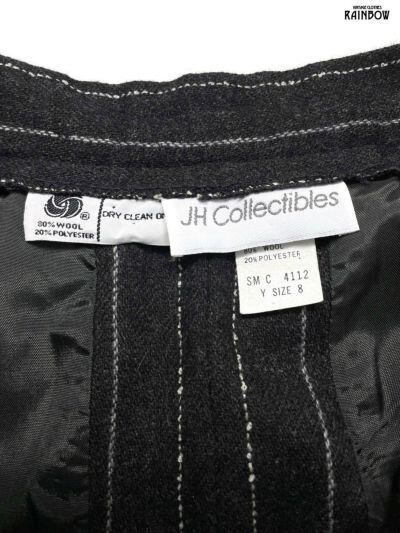 VINTAGE CLOTHES
RAINBOW
®
80% WOOL
20% POLYESTER
DRY CLEAN ON
JH Collectibles
80% WOOL
20% POLYESTER
SM C 4112
Y SIZE 8